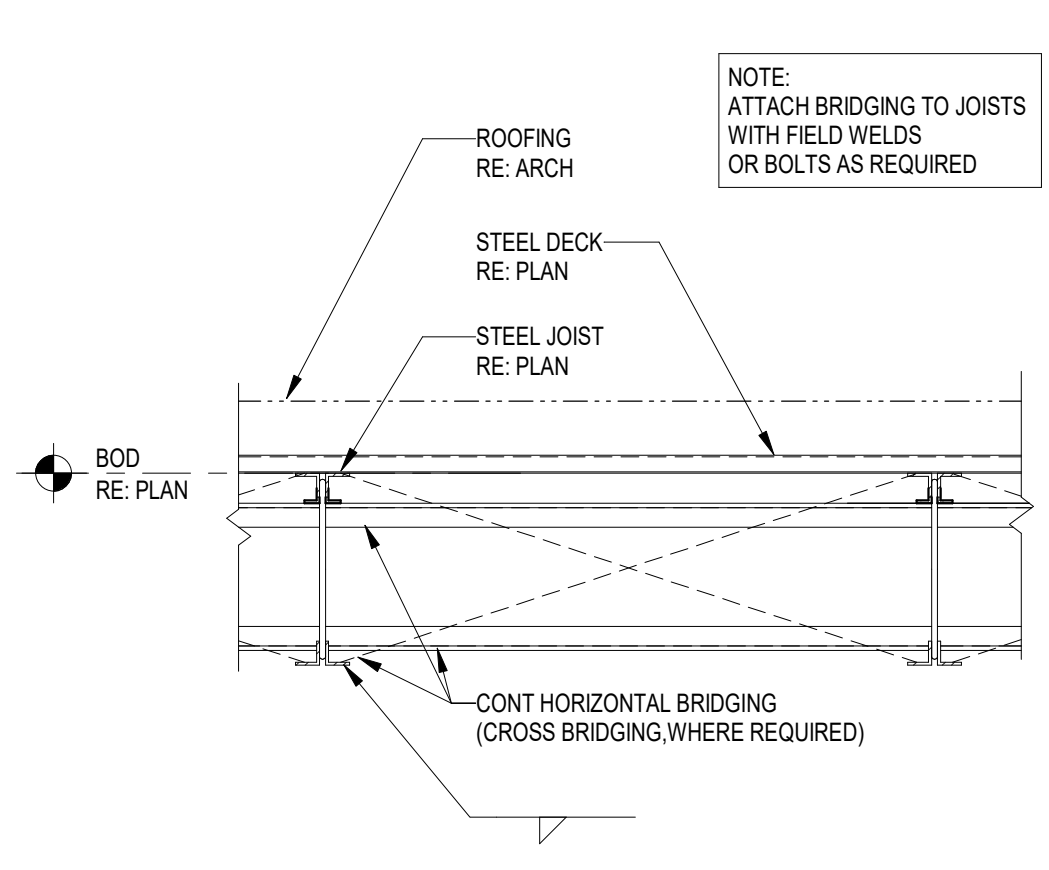 NOTE:
ATTACH BRIDGING TO JOISTS
WITH FIELD WELDS
OR BOLTS AS REQUIRED
ROOFING
RE: ARCH
STEEL DECK
RE: PLAN
STEEL JOIST
RE: PLAN
BOD
RE: PLAN
CONT HORIZONTAL BRIDGING
(CROSS BRIDGING,WHERE REQUIRED)